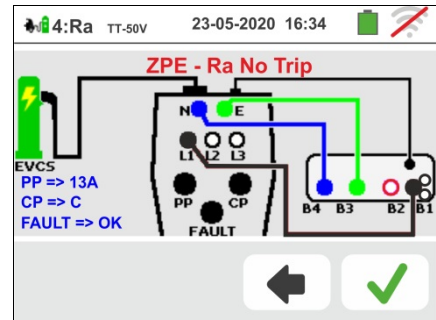 4:Ra TT-50V 23-05-2020 16:34
ZPE - Ra No Trip
N E
L1 L2 L3
EVCS
PP => 13A
CP => C
FAULT => OK
PP CP
FAULT
B4 B3 B2 B1